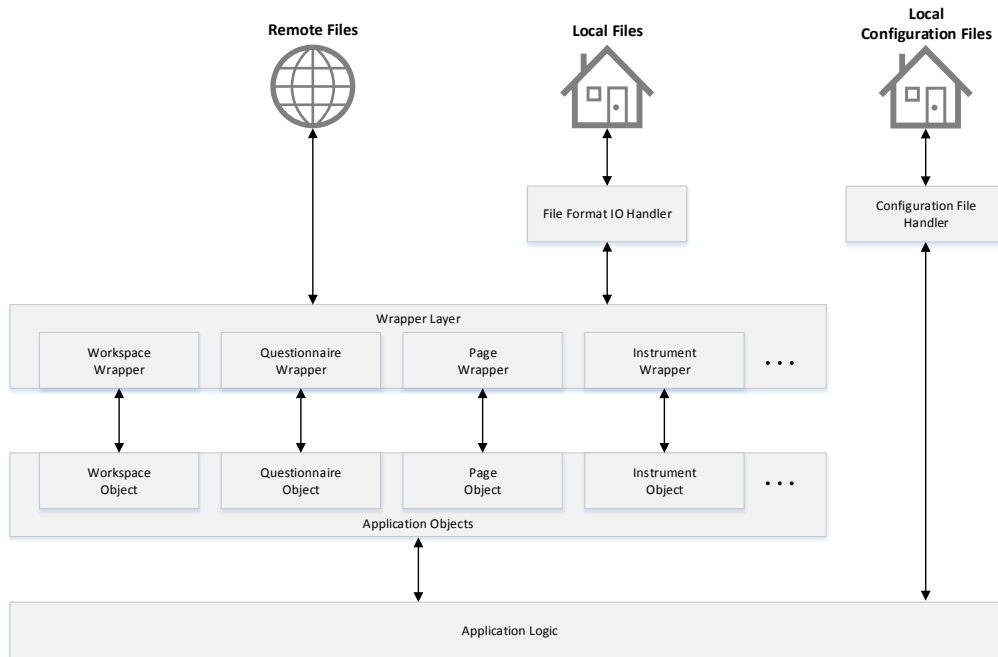 Remote Files
Local Files
Local
Configuration Files
File Format IO Handler
Configuration File
Handler
Wrapper Layer
Workspace
Wrapper
Questionnaire
Wrapper
Page
Wrapper
Instrument
Wrapper
...
Workspace
Object
Questionnaire
Object
Page
Object
Instrument
Object
...
Application Objects
Application Logic